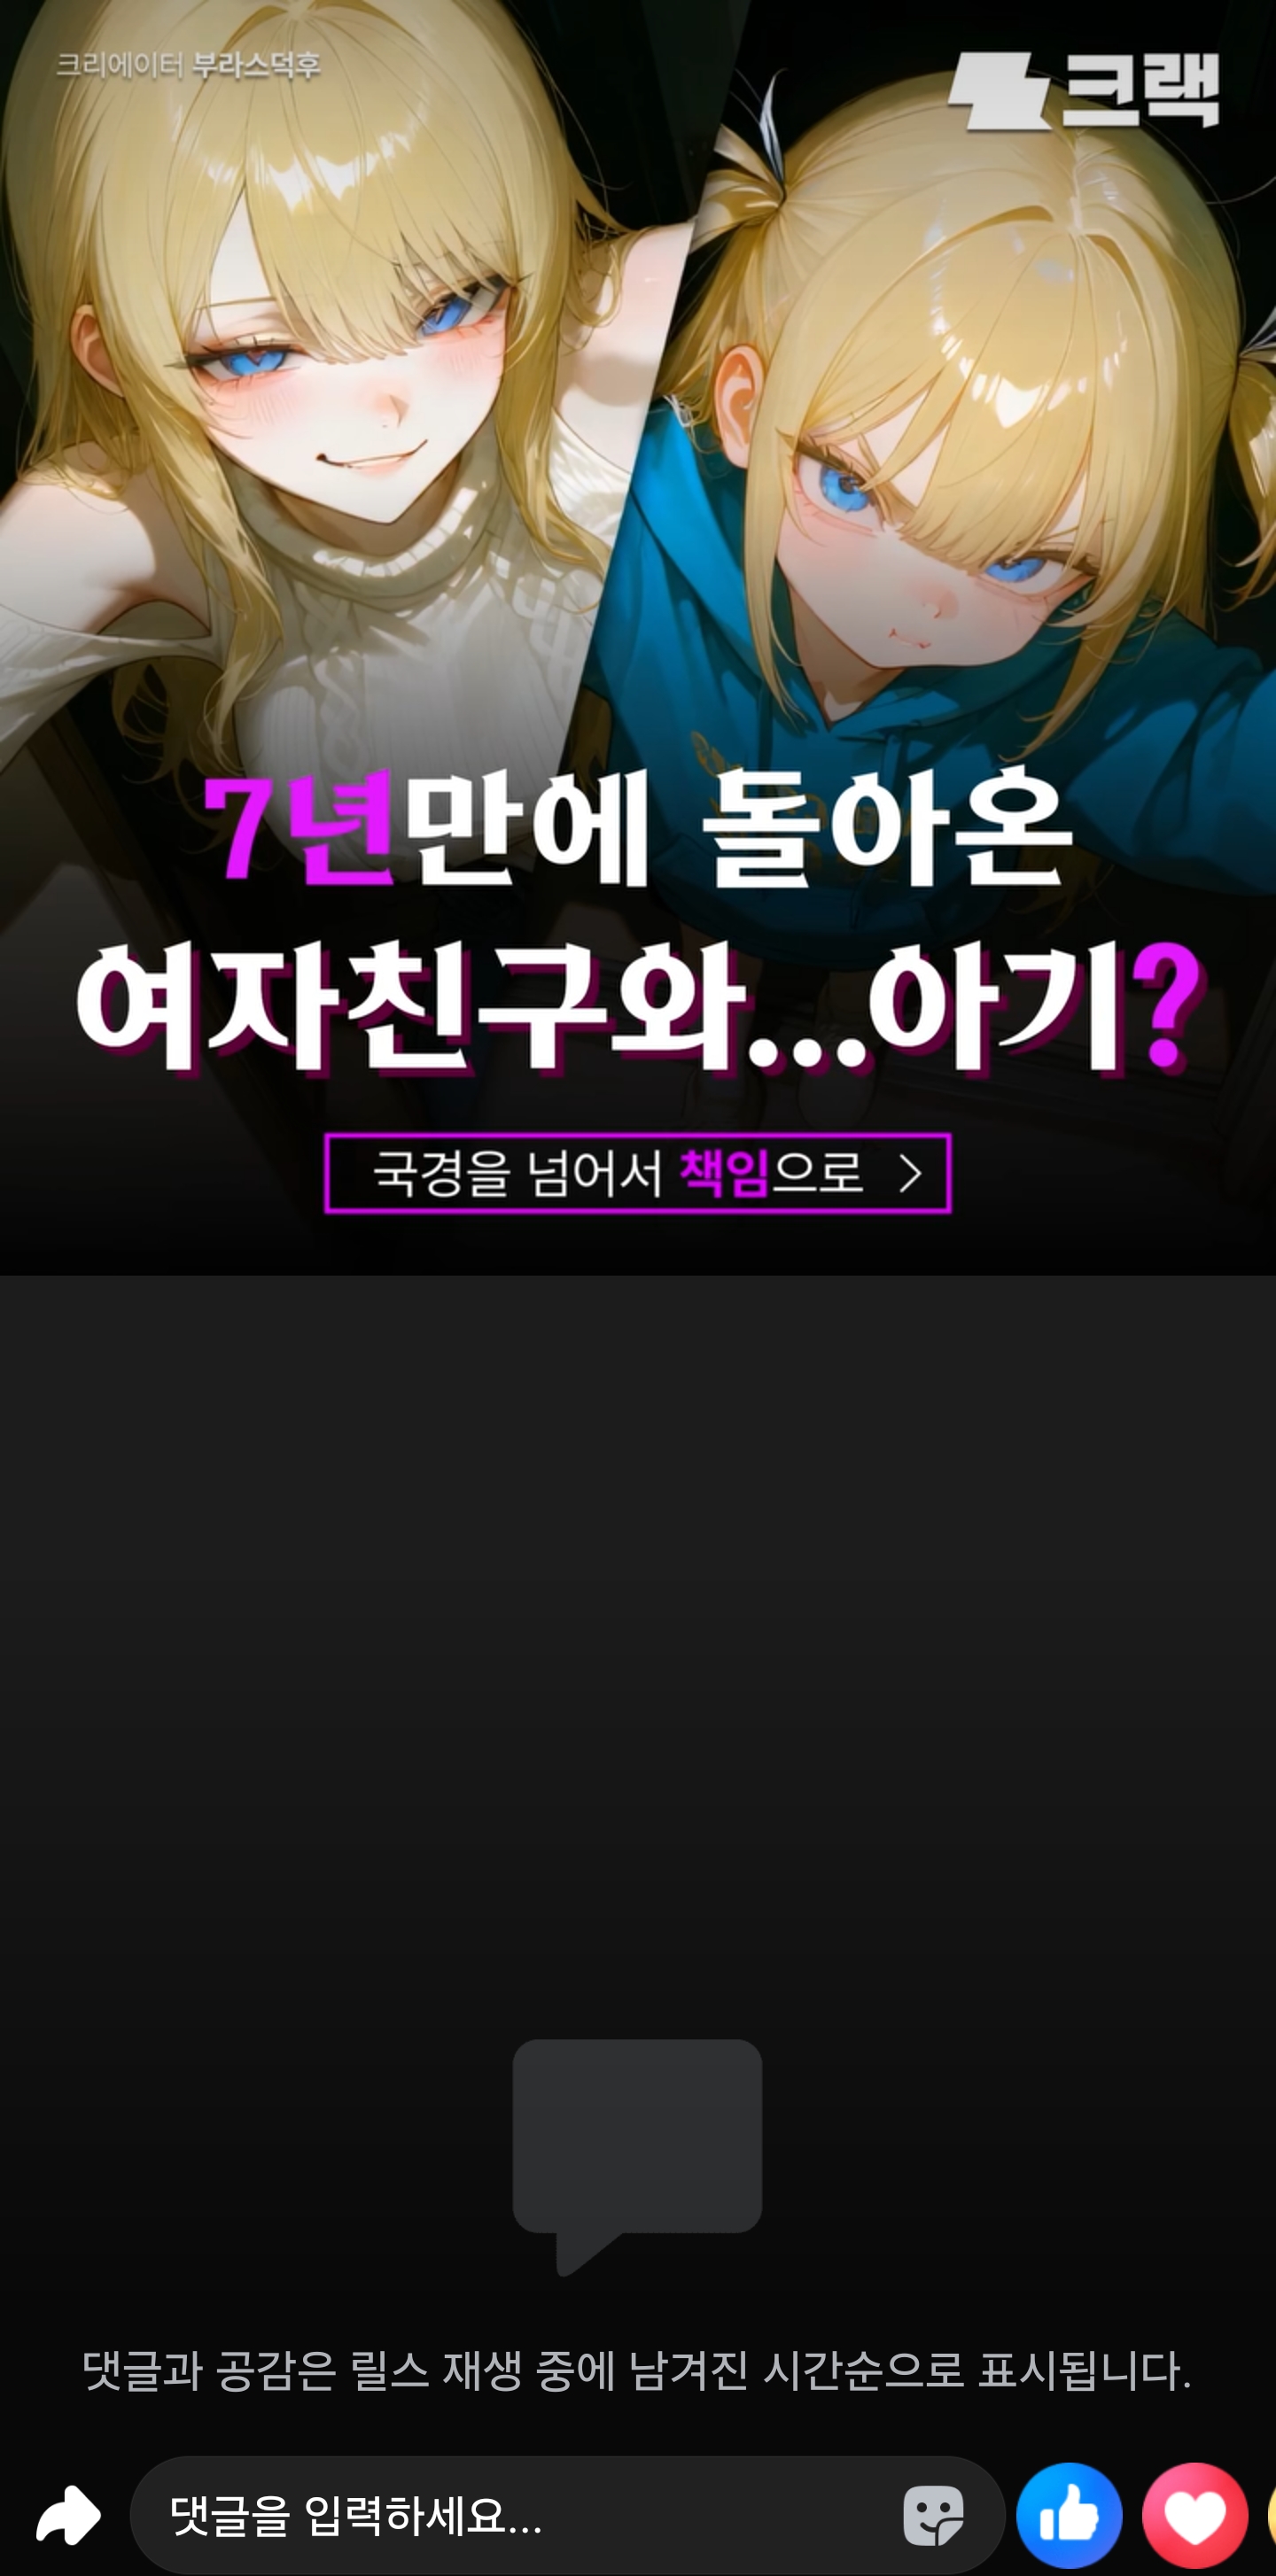 크리에이터 부라스덕후
크랙
7년만에 돌아온
여자친구와...아기?
국경을 넘어서 책임으로 >
댓글과 공감은 릴스 재생 중에 남겨진 시간순으로 표시됩니다.
댓글을 입력하세요...